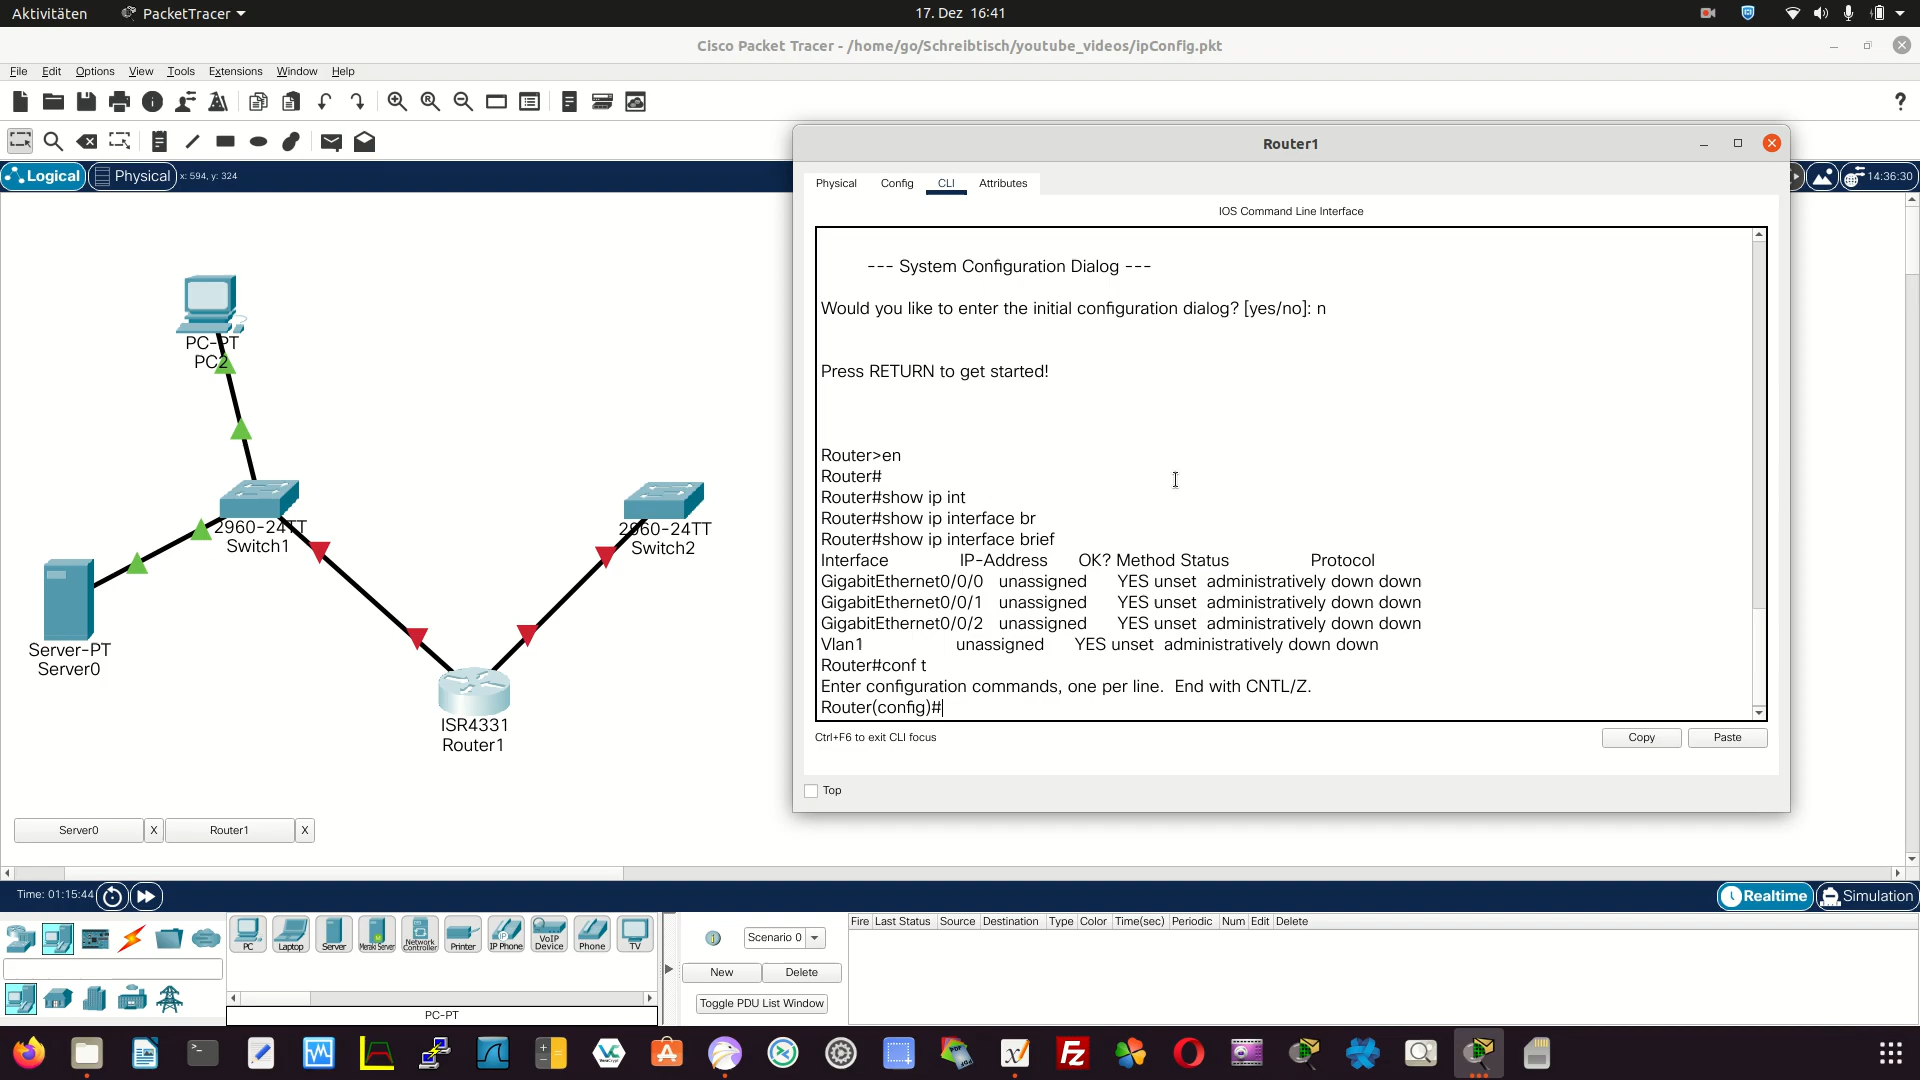 Aktivitäten
PacketTracer
17. Dez 16:41
Cisco Packet Tracer - /home/go/Schreibtisch/youtube_videos/ipConfig.pkt
File Edit Options View Tools Extensions Window Help
?
Logical
Physical
x: 594, y: 324
14:36:30
PC-PT
PC2
2960-24TT
Switch1
2960-24TT
Switch2
Server-PT
Server0
ISR4331
Router1
Router1
Physical Config CLI Attributes
IOS Command Line Interface
--- System Configuration Dialog ---
Would you like to enter the initial configuration dialog? [yes/no]: n
Press RETURN to get started!
Router>en
Router#
Router#show ip int
Router#show ip interface br
Router#show ip interface brief
Interface IP-Address OK? Method Status Protocol
GigabitEthernet0/0/0 unassigned YES unset administratively down down
GigabitEthernet0/0/1 unassigned YES unset administratively down down
GigabitEthernet0/0/2 unassigned YES unset administratively down down
Vlan1 unassigned YES unset administratively down down
Router#conf t
Enter configuration commands, one per line. End with CNTL/Z.
Router(config)#
Ctrl+F6 to exit CLI focus
Copy
Paste
Top
Server0 X Router1 X
Time: 01:15:44
Realtime
Simulation
PC Laptop Server Meraki Server Network Controller Printer IP Phone VoIP Device Phone TV
PC-PT
Scenario 0
New
Delete
Toggle PDU List Window
Fire Last Status Source Destination Type Color Time(sec) Periodic Num Edit Delete